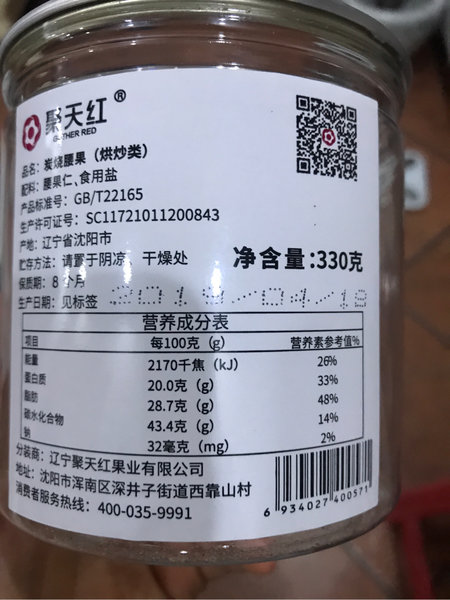 聚天红®
GATHER RED
品名：炭烧腰果（烘炒类）
配料：腰果仁、食用盐
产品标准号：GB/T22165
生产许可证号：SC11721011200843
产地：辽宁省沈阳市
贮存方法：请置于阴凉、干燥处
净含量：330克
保质期：8个月
生产日期：见标签 2019/04/18
营养成分表
项目 每100克（g） 营养素参考值%
能量 2170千焦（kJ） 26%
蛋白质 20.0克（g） 33%
脂肪 28.7克（g） 48%
碳水化合物 43.4克（g） 14%
钠 32毫克（mg） 2%
分装商：辽宁聚天红果业有限公司
地址：沈阳市浑南区深井子街道西靠山村
消费者服务热线：400-035-9991
6 934027 400571